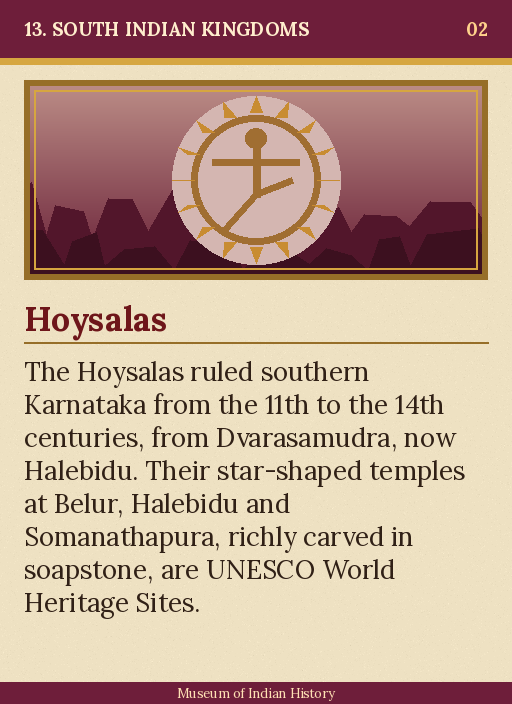 13. SOUTH INDIAN KINGDOMS 02
Hoysalas
The Hoysalas ruled southern
Karnataka from the 11th to the 14th
centuries, from Dvarasamudra, now
Halebidu. Their star-shaped temples
at Belur, Halebidu and
Somanathapura, richly carved in
soapstone, are UNESCO World
Heritage Sites.
Museum of Indian History